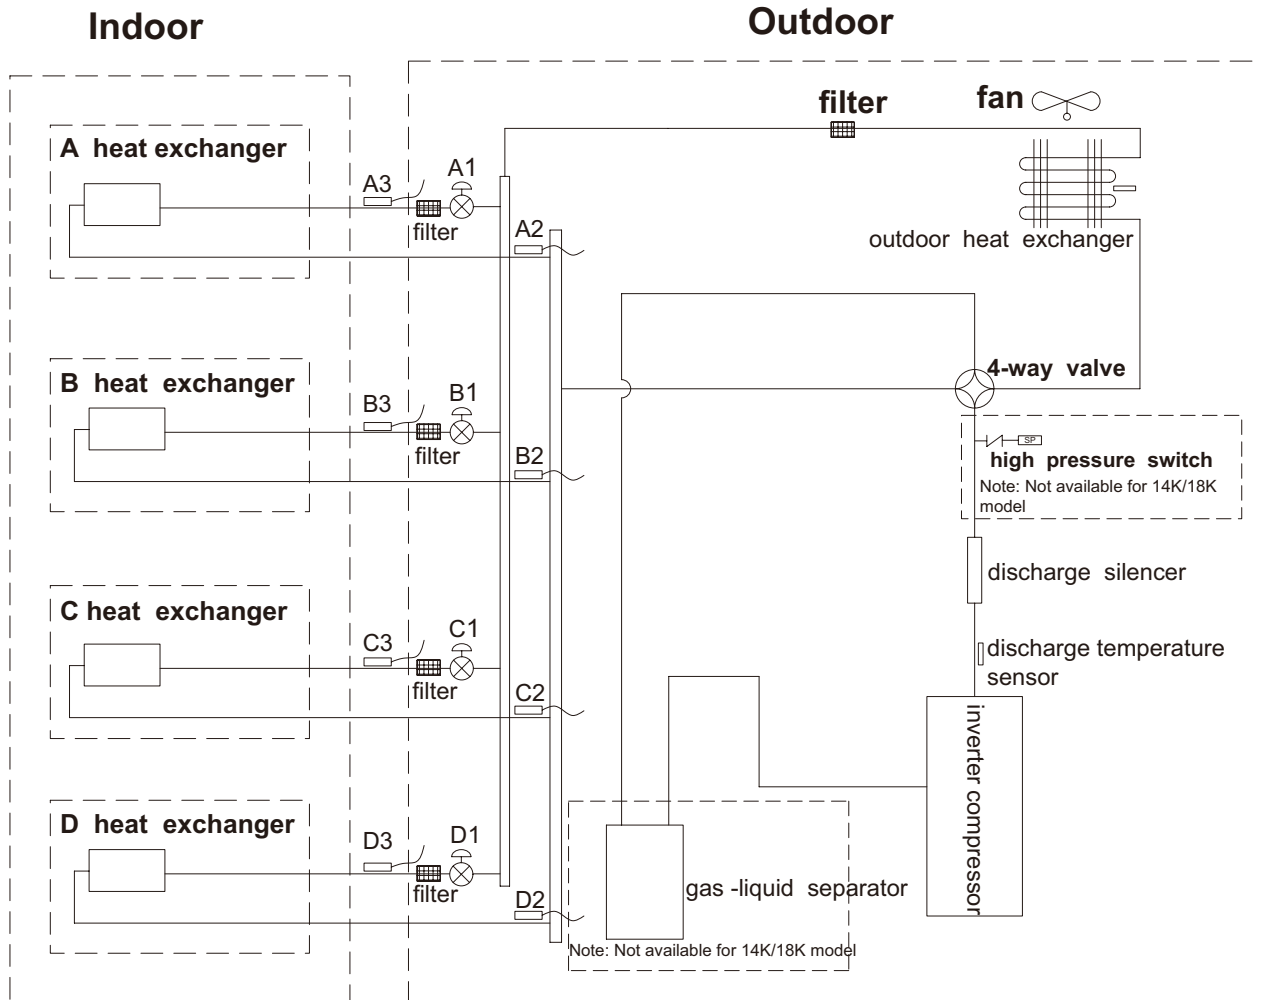 Indoor
Outdoor
filter
fan
A heat exchanger
A3
A1
filter
A2
outdoor heat exchanger
4-way valve
B heat exchanger
B3
B1
filter
B2
SP
high pressure switch
Note: Not available for 14K/18K
model
discharge silencer
C heat exchanger
C3
C1
filter
C2
discharge temperature
sensor
inverter compressor
D heat exchanger
D3
D1
filter
D2
gas -liquid separator
Note: Not available for 14K/18K model